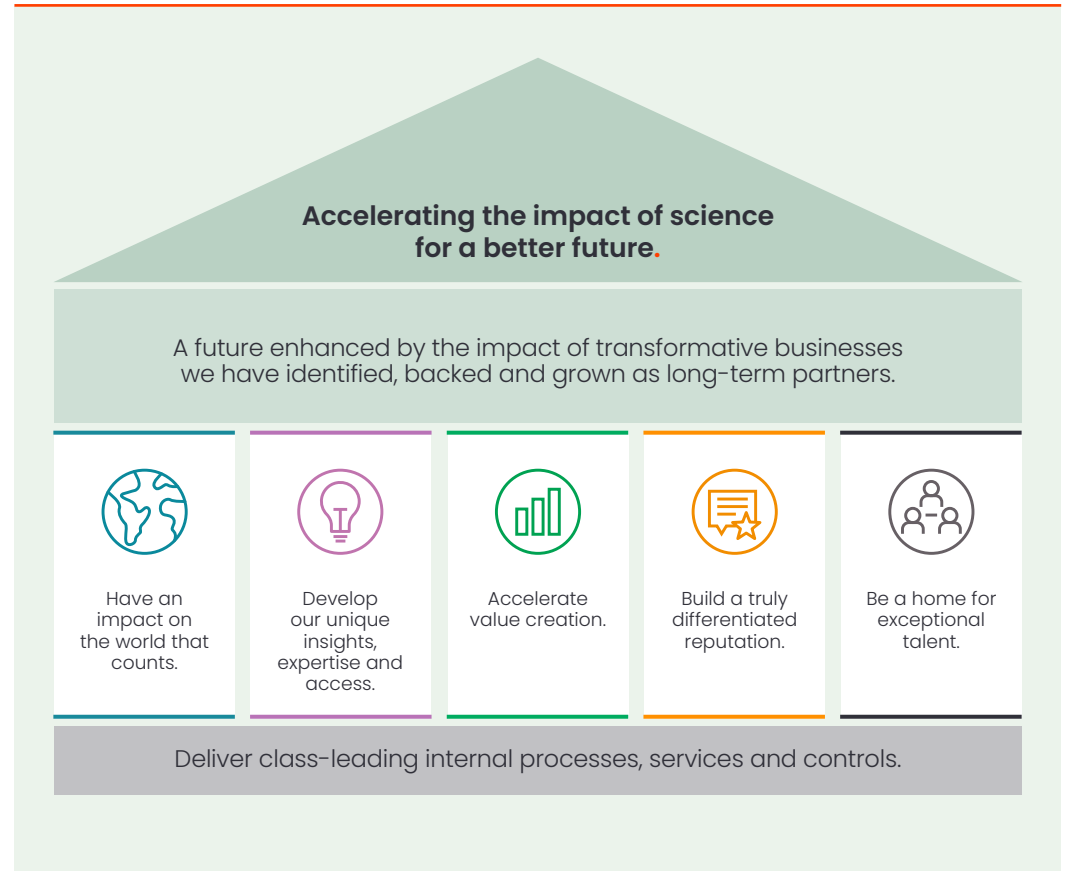 Accelerating the impact of science
for a better future.
A future enhanced by the impact of transformative businesses
we have identified, backed and grown as long-term partners.
Have an
impact on
the world that
counts.
Develop
our unique
insights,
expertise and
access.
Accelerate
value creation.
Build a truly
differentiated
reputation.
Be a home for
exceptional
talent.
Deliver class-leading internal processes, services and controls.